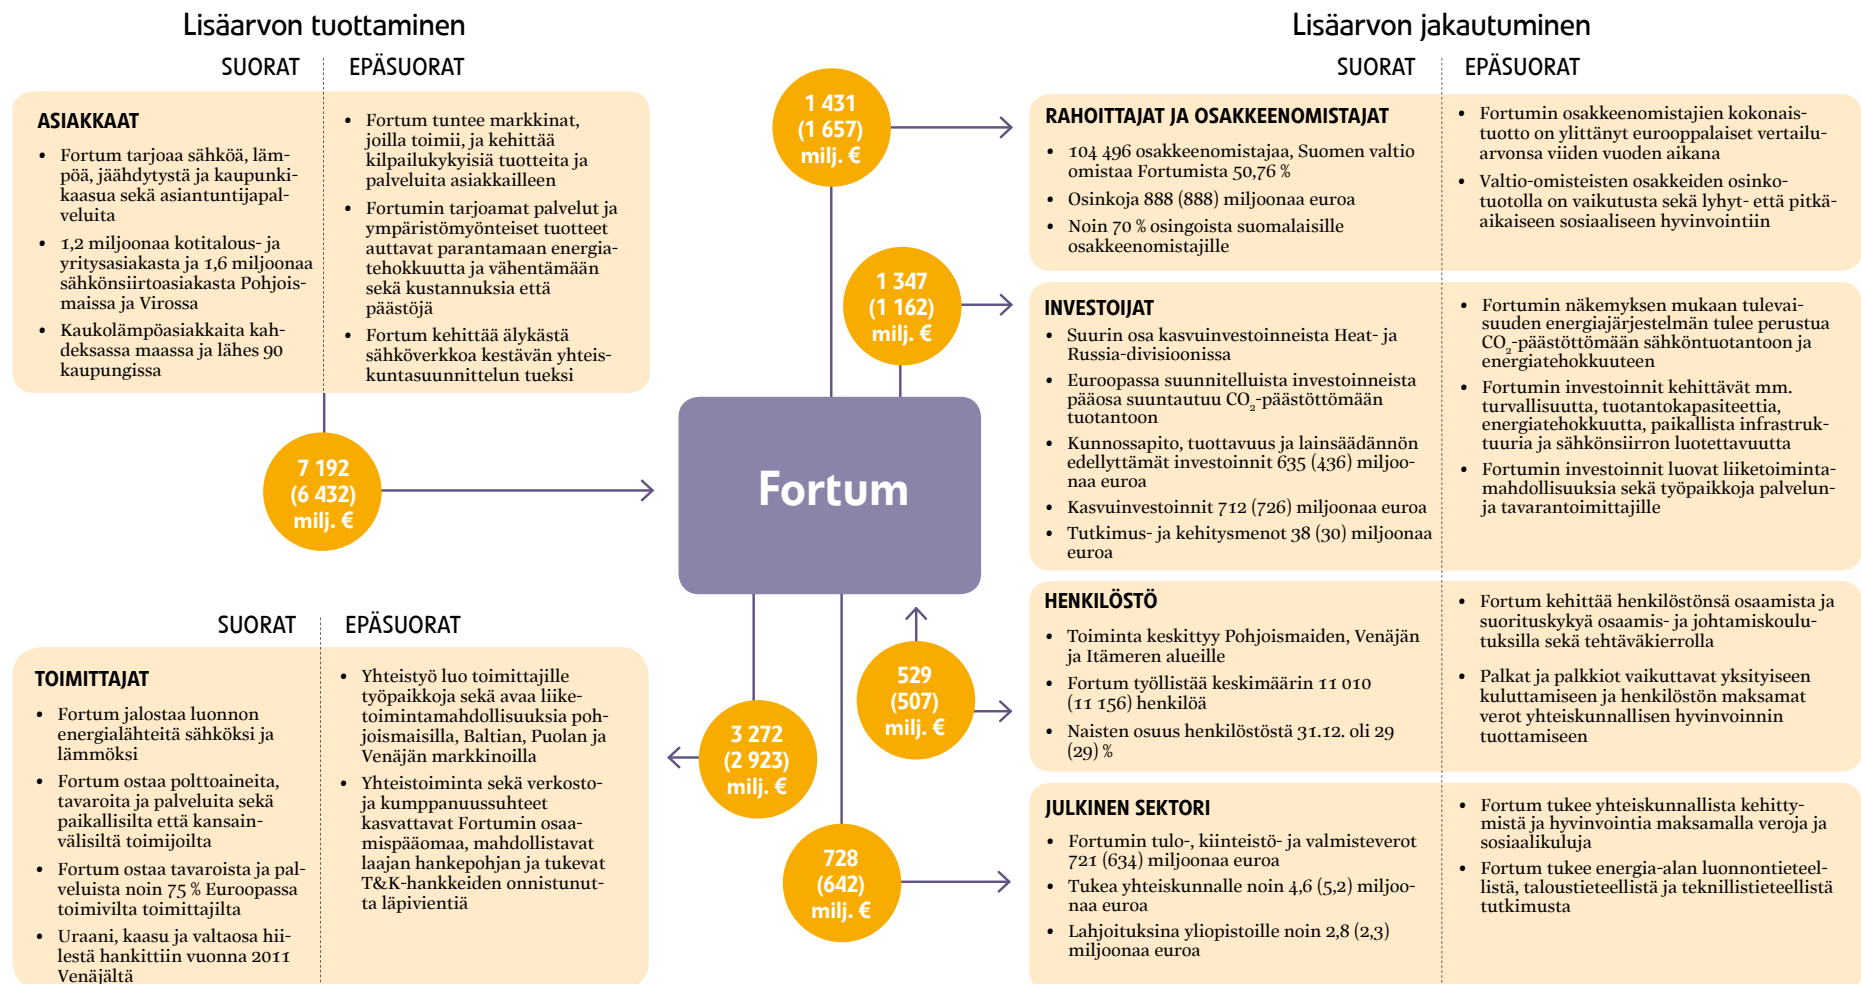 Lisäarvon tuottaminen
SUORAT
EPÄSUORAT
ASIAKKAAT
• Fortum tarjoaa sähköä, läm-
pöä, jäähdytystä ja kaupunki-
kaasua sekä asiantuntijapal-
veluita
• 1,2 miljoonaa kotitalous- ja
yritysasiakasta ja 1,6 miljoonaa
sähkönsiirtoasiakasta Pohjois-
maissa ja Virossa
• Kaukolämpöasiakkaita kah-
deksassa maassa ja lähes 90
kaupungissa
• Fortum tuntee markkinat,
joilla toimii, ja kehittää
kilpailukykyisiä tuotteita ja
palveluita asiakkailleen
• Fortumin tarjoamat palvelut ja
ympäristömyönteiset tuotteet
auttavat parantamaan energia-
tehokkuutta ja vähentämään
sekä kustannuksia että
päästöjä
• Fortum kehittää älykästä
sähköverkkoa kestävän yhteis-
kuntasuunnittelun tueksi
7 192
(6 432)
milj. €
SUORAT
EPÄSUORAT
TOIMITTAJAT
• Fortum jalostaa luonnon
energialähteitä sähköksi ja
lämmöksi
• Fortum ostaa polttoaineita,
tavaroita ja palveluita sekä
paikallisilta että kansain-
välisiltä toimijoilta
• Fortum ostaa tavaroista ja pal-
veluista noin 75 % Euroopassa
toimivilta toimittajilta
• Uraani, kaasu ja valtaosa hii-
lestä hankittiin vuonna 2011
Venäjältä
• Yhteistyö luo toimittajille
työpaikkoja sekä avaa liike-
toimintamahdollisuuksia poh-
joismaisilla, Baltian, Puolan ja
Venäjän markkinoilla
• Yhteistoiminta sekä verkosto-
ja kumppanuussuhteet
kasvattavat Fortumin osaa-
mispääomaa, mahdollistavat
laajan hankepohjan ja tukevat
T&K-hankkeiden onnistunut-
ta läpivientiä
Fortum
1 431
(1 657)
milj. €
1 347
(1 162)
milj. €
529
(507)
milj. €
3 272
(2 923)
milj. €
728
(642)
milj. €
Lisäarvon jakautuminen
SUORAT
EPÄSUORAT
RAHOITTAJAT JA OSAKKEENOMISTAJAT
• 104 496 osakkeenomistajaa, Suomen valtio
omistaa Fortumista 50,76 %
• Osinkoja 888 (888) miljoonaa euroa
• Noin 70 % osingoista suomalaisille
osakkeenomistajille
• Fortumin osakkeenomistajien kokonais-
tuotto on ylittänyt eurooppalaiset vertailu-
arvonsa viiden vuoden aikana
• Valtio-omisteisten osakkeiden osinko-
tuotolla on vaikutusta sekä lyhyt- että pitkä-
aikaiseen sosiaaliseen hyvinvointiin
INVESTOIJAT
• Suurin osa kasvuinvestoinneista Heat- ja
Russia-divisioonissa
• Euroopassa suunnitelluista investoinneista
pääosa suuntautuu CO₂-päästöttömään
tuotantoon
• Kunnossapito, tuottavuus ja lainsäädännön
edellyttämät investoinnit 635 (436) miljoo-
naa euroa
• Kasvuinvestoinnit 712 (726) miljoonaa euroa
• Tutkimus- ja kehitysmenot 38 (30) miljoonaa
euroa
• Fortumin näkemyksen mukaan tulevai-
suuden energiajärjestelmän tulee perustua
CO₂-päästöttömään sähköntuotantoon ja
energiatehokkuuteen
• Fortumin investoinnit kehittävät mm.
turvallisuutta, tuotantokapasiteettia,
energiatehokkuutta, paikallista infrastruk-
tuuria ja sähkönsiirron luotettavuutta
• Fortumin investoinnit luovat liiketoiminta-
mahdollisuuksia sekä työpaikkoja palvelun-
ja tavarantoimittajille
HENKILÖSTÖ
• Toiminta keskittyy Pohjoismaiden, Venäjän
ja Itämeren alueille
• Fortum työllistää keskimäärin 11 010
(11 156) henkilöä
• Naisten osuus henkilöstöstä 31.12. oli 29
(29) %
• Fortum kehittää henkilöstönsä osaamista ja
suorituskykyä osaamis- ja johtamiskoulu-
tuksilla sekä tehtäväkierrolla
• Palkat ja palkkiot vaikuttavat yksityiseen
kuluttamiseen ja henkilöstön maksamat
verot yhteiskunnallisen hyvinvoinnin
tuottamiseen
JULKINEN SEKTORI
• Fortumin tulo-, kiinteistö- ja valmisteverot
721 (634) miljoonaa euroa
• Tukea yhteiskunnalle noin 4,6 (5,2) miljoo-
naa euroa
• Lahjoituksina yliopistoille noin 2,8 (2,3)
miljoonaa euroa
• Fortum tukee yhteiskunnallista kehitty-
mistä ja hyvinvointia maksamalla veroja ja
sosiaalikuluja
• Fortum tukee energia-alan luonnontieteel-
listä, taloustieteellistä ja teknillistieteellistä
tutkimusta